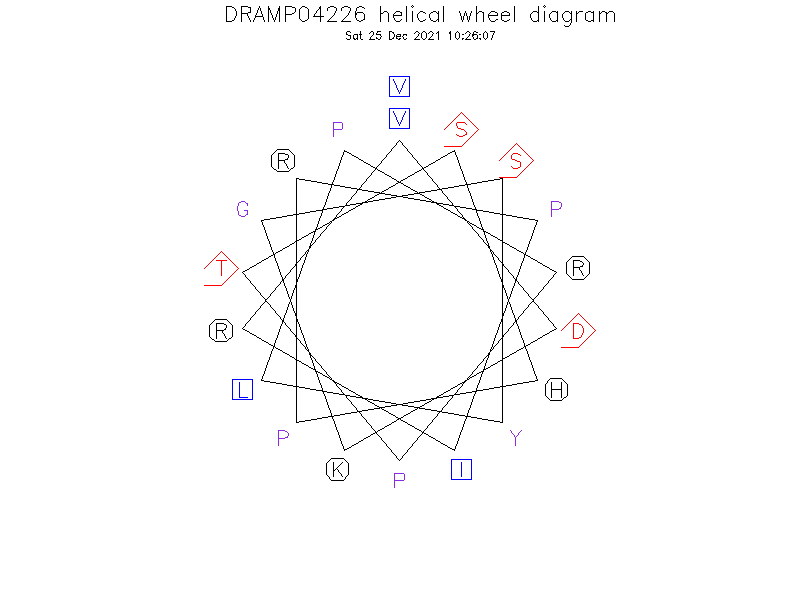 DRAMP04226 helical wheel diagram
Sat 25 Dec 2021 10:26:07
V
V
P S
R S
G P
T R
R D
L H
P Y
K I
P